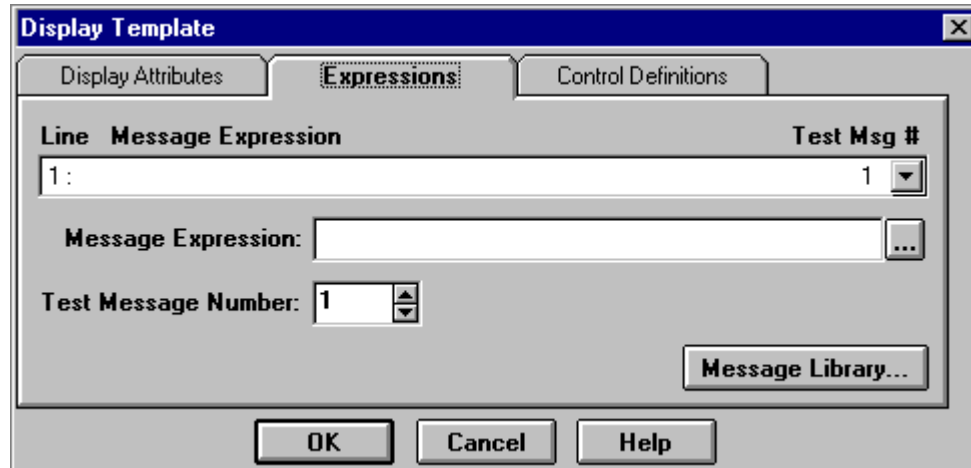 Display Template
Display Attributes Expressions Control Definitions
Line Message Expression Test Msg #
1 : 1
Message Expression: ...
Test Message Number: 1
Message Library...
OK Cancel Help